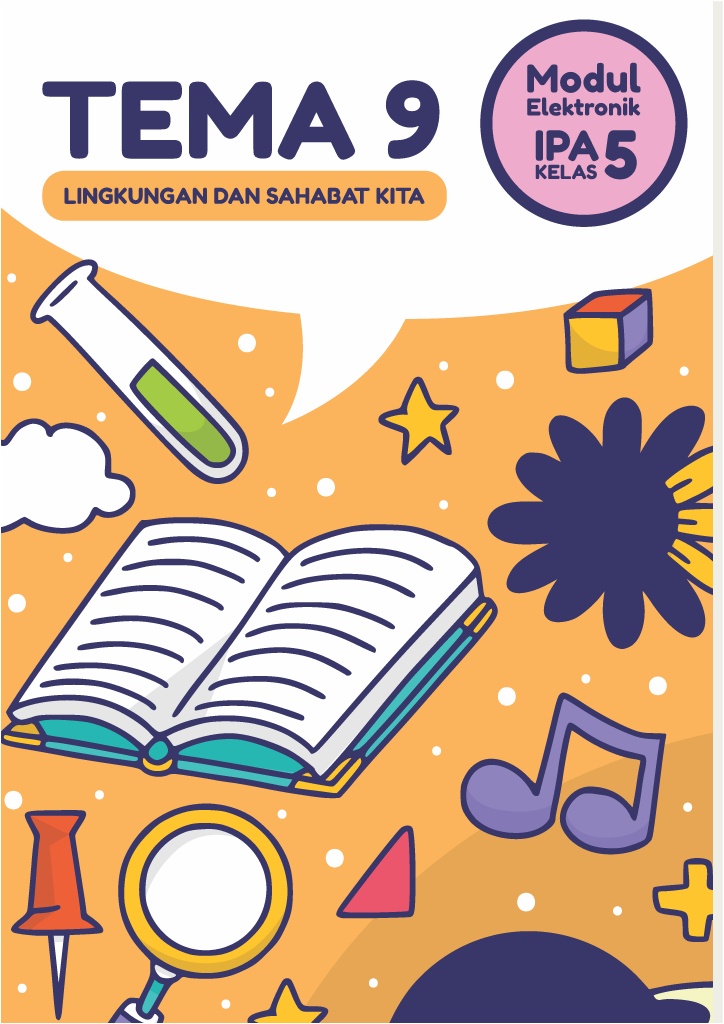 TEMA 9
LINGKUNGAN DAN SAHABAT KITA
Modul
Elektronik
IPA 5
KELAS